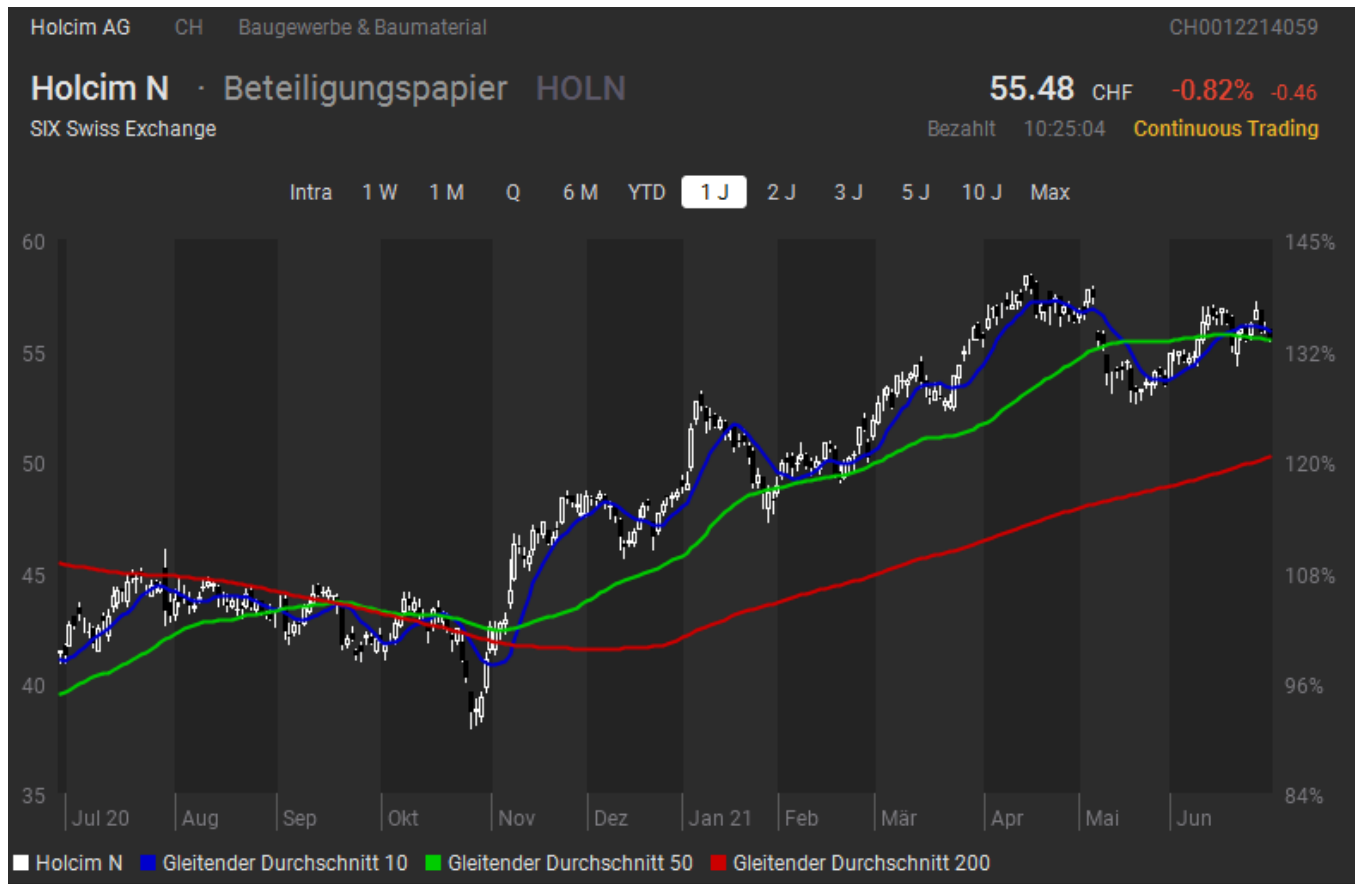 Holcim AG CH Baugewerbe & Baumaterial CH0012214059
Holcim N · Beteiligungspapier HOLN 55.48 CHF -0.82% -0.46
SIX Swiss Exchange Bezahlt 10:25:04 Continuous Trading
Intra 1 W 1 M Q 6 M YTD 1 J 2 J 3 J 5 J 10 J Max
60 145%
55 132%
50 120%
45 108%
40 96%
35 84%
Jul 20 Aug Sep Okt Nov Dez Jan 21 Feb Mär Apr Mai Jun
Holcim N Gleitender Durchschnitt 10 Gleitender Durchschnitt 50 Gleitender Durchschnitt 200